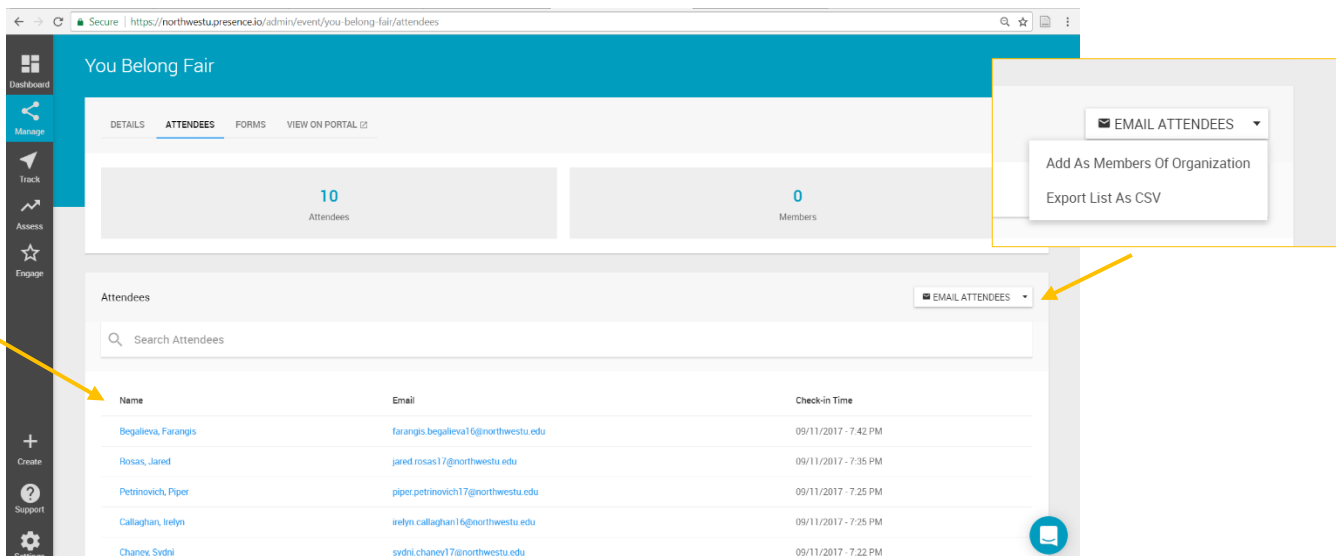 Secure | https://northwestu.presence.io/admin/event/you-belong-fair/attendees
Dashboard
Manage
Track
Assess
Engage
Create
Support
Settings
You Belong Fair
DETAILS ATTENDEES FORMS VIEW ON PORTAL
10
Attendees
0
Members
EMAIL ATTENDEES
Add As Members Of Organization
Export List As CSV
Attendees
EMAIL ATTENDEES
Search Attendees
Name Email Check-in Time
Begalieva, Farangis farangis.begalieva16@northwestu.edu 09/11/2017 - 7:42 PM
Rosas, Jared jared.rosas17@northwestu.edu 09/11/2017 - 7:35 PM
Petrinovich, Piper piper.petrinovich17@northwestu.edu 09/11/2017 - 7:25 PM
Callaghan, Irelyn irelyn.callaghan16@northwestu.edu 09/11/2017 - 7:25 PM
Chaney, Sydni sydni.chaney17@northwestu.edu 09/11/2017 - 7:22 PM